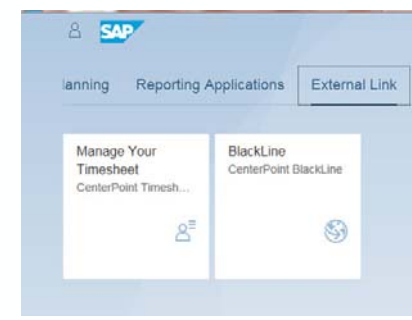 SAP
lanning Reporting Applications External Link
Manage Your
Timesheet
CenterPoint Timesh...
BlackLine
CenterPoint BlackLine